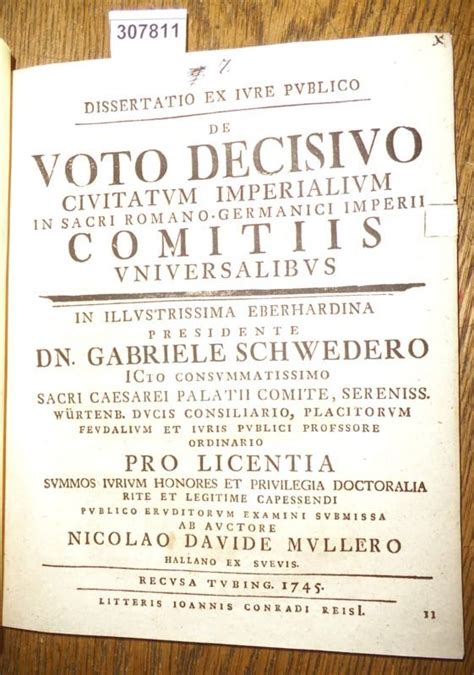 307811
7.
x
DISSERTATIO EX IVRE PVBLICO
DE
VOTO DECISIVO
CIVITATVM IMPERIALIVM
IN SACRI ROMANO-GERMANICI IMPERII
COMITIIS
VNIVERSALIBVS
IN ILLVSTRISSIMA EBERHARDINA
PRESIDENTE
DN. GABRIELE SCHWEDERO
ICto CONSVMMATISSIMO
SACRI CAESAREI PALATII COMITE, SERENISS.
WÜRTENB. DVCIS CONSILIARIO, PLACITORVM
FEVDALIVM ET IVRIS PVBLICI PROFSSORE
ORDINARIO
PRO LICENTIA
SVMMOS IVRIVM HONORES ET PRIVILEGIA DOCTORALIA
RITE ET LEGITIME CAPESSENDI
PVBLICO ERVDITORVM EXAMINI SVBMISSA
AB AVCTORE
NICOLAO DAVIDE MVLLERO
HALLANO EX SVEVIS.
RECVSA TVBING. 1745.
LITTERIS IOANNIS CONRADI REISI.
11